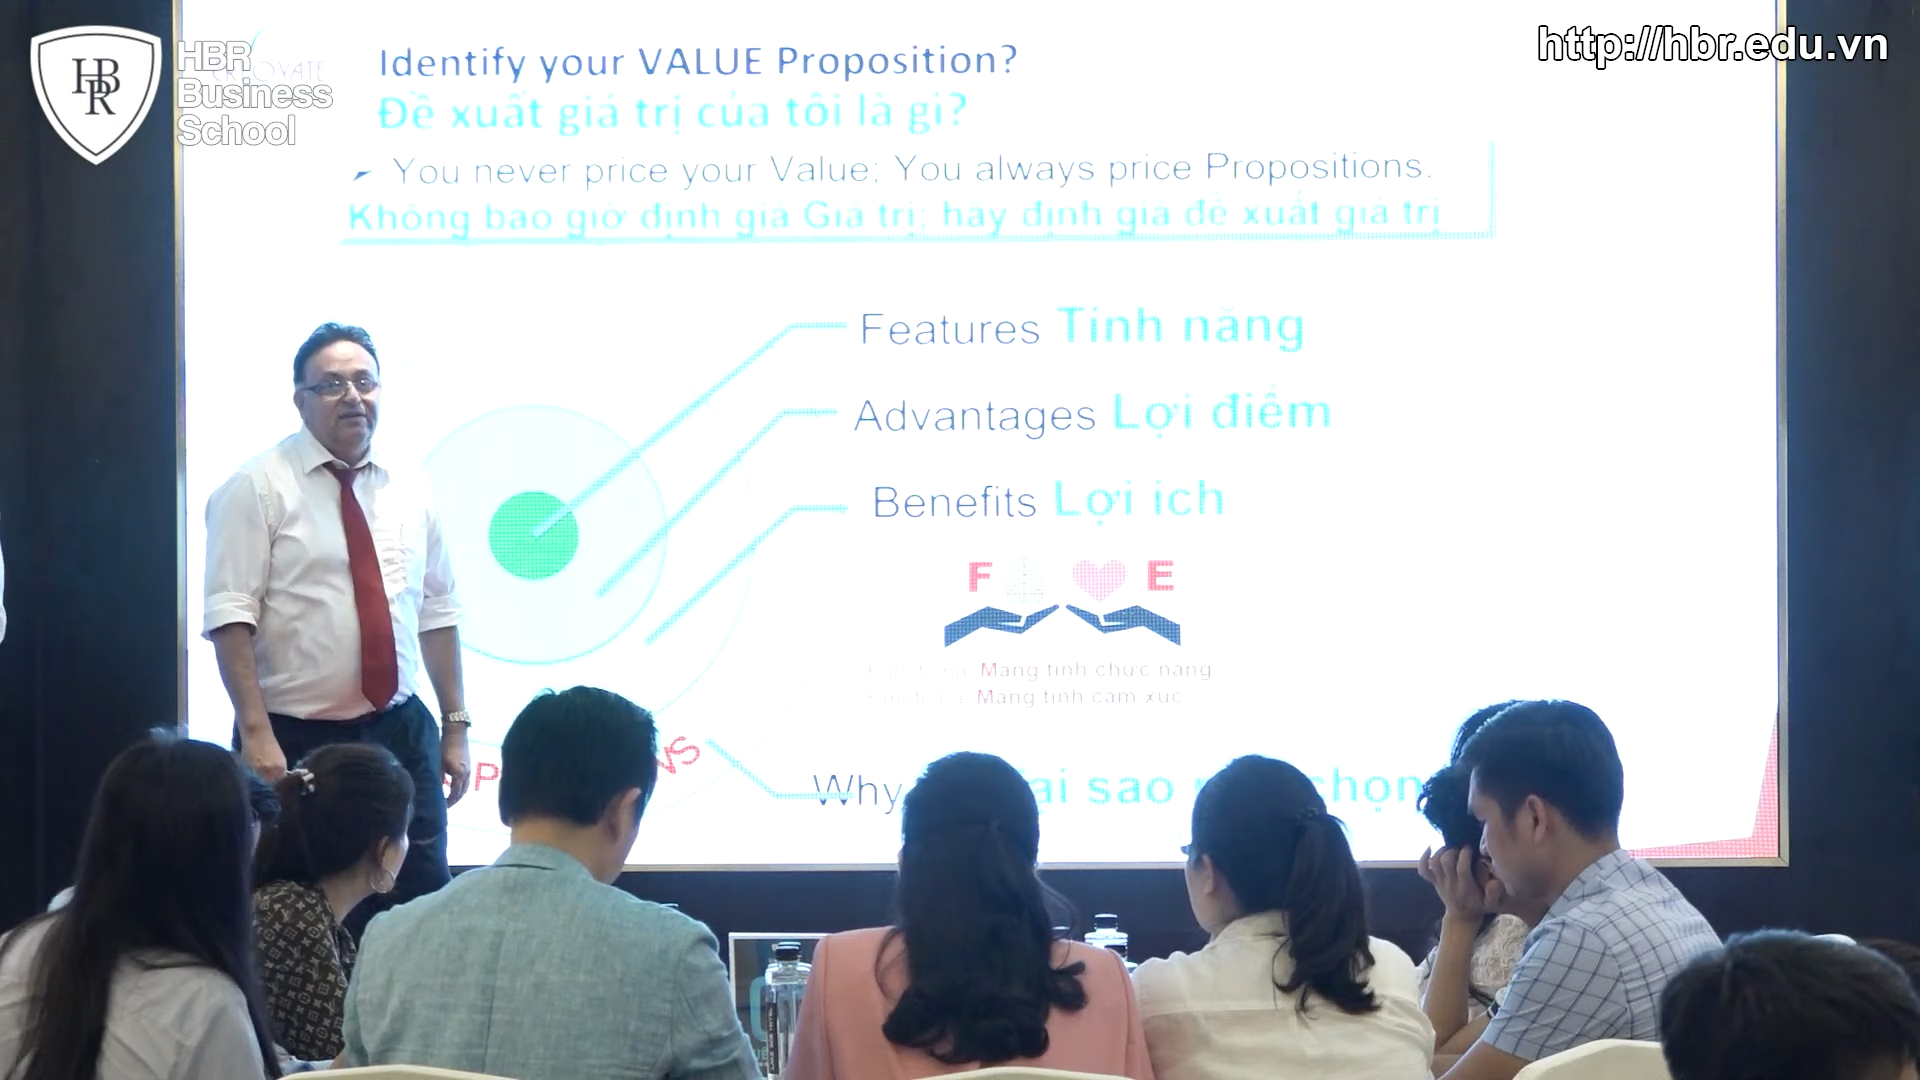 HBR
Business
School
http://hbr.edu.vn
Identify your VALUE Proposition?
Đề xuất giá trị của tôi là gì?
You never price your Value; You always price Propositions.
Không bao giờ định giá Giá trị; hãy định giá đề xuất giá trị
Features Tính năng
Advantages Lợi điểm
Benefits Lợi ích
F E
Mang tính chức năng
Mang tính cảm xúc
Why sao chọn